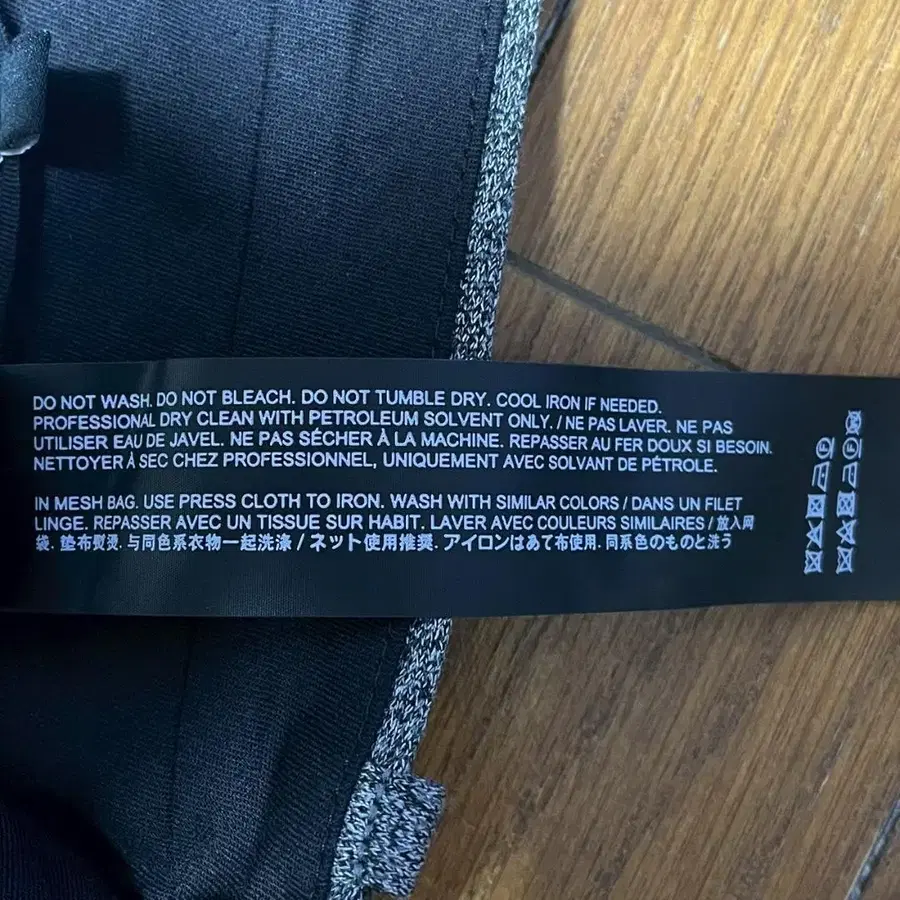 DO NOT WASH. DO NOT BLEACH. DO NOT TUMBLE DRY. COOL IRON IF NEEDED.
PROFESSIONAL DRY CLEAN WITH PETROLEUM SOLVENT ONLY. / NE PAS LAVER. NE PAS
UTILISER EAU DE JAVEL. NE PAS SÉCHER À LA MACHINE. REPASSER AU FER DOUX SI BESOIN.
NETTOYER À SEC CHEZ PROFESSIONNEL, UNIQUEMENT AVEC SOLVANT DE PÉTROLE.
IN MESH BAG. USE PRESS CLOTH TO IRON. WASH WITH SIMILAR COLORS / DANS UN FILET
LINGE. REPASSER AVEC UN TISSUE SUR HABIT. LAVER AVEC COULEURS SIMILAIRES / 放入网
袋. 垫布熨烫. 与同色系衣物一起洗涤 / ネット使用推奨. アイロンはあて布使用. 同系色のものと洗う